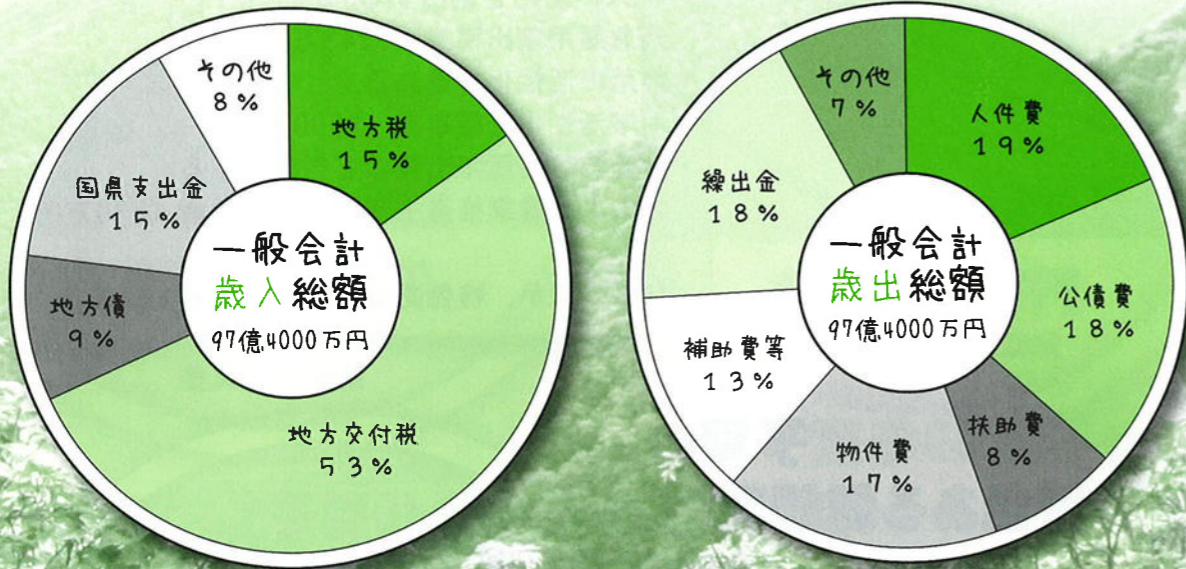 その他
8%
地方税
15%
国県支出金
15%
地方債
9%
地方交付税
53%
一般会計
歳入総額
97億4000万円
その他
7%
人件費
19%
繰出金
18%
公債費
18%
補助費等
13%
扶助費
8%
物件費
17%
一般会計
歳出総額
97億4000万円